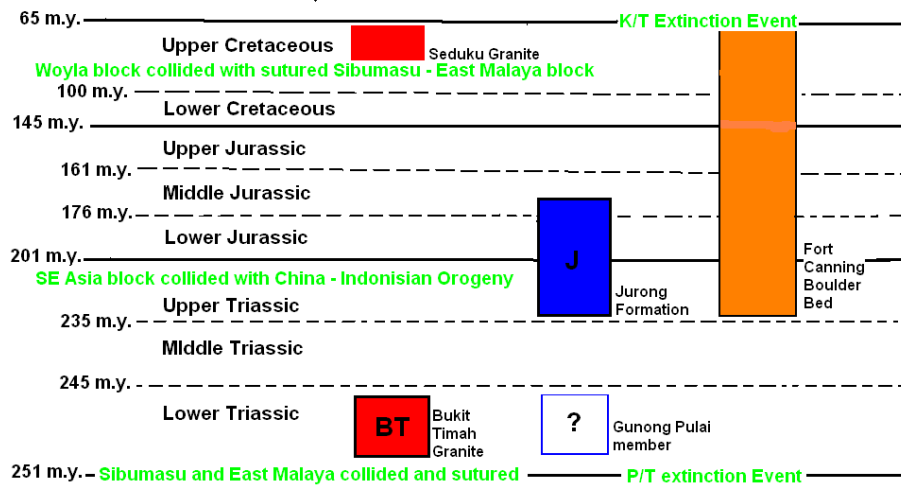 65 m.y.
K/T Extinction Event
Upper Cretaceous
Seduku Granite
Woyla block collided with sutured Sibumasu - East Malaya block
100 m.y.
Lower Cretaceous
145 m.y.
Upper Jurassic
161 m.y.
Middle Jurassic
176 m.y.
Lower Jurassic
201 m.y.
J
Fort
Canning
Boulder
Bed
SE Asia block collided with China - Indonisian Orogeny
Jurong
Formation
Upper Triassic
235 m.y.
MIddle Triassic
245 m.y.
Lower Triassic
BT
Bukit
Timah
Granite
?
Gunong Pulai
member
251 m.y.
Sibumasu and East Malaya collided and sutured
P/T extinction Event